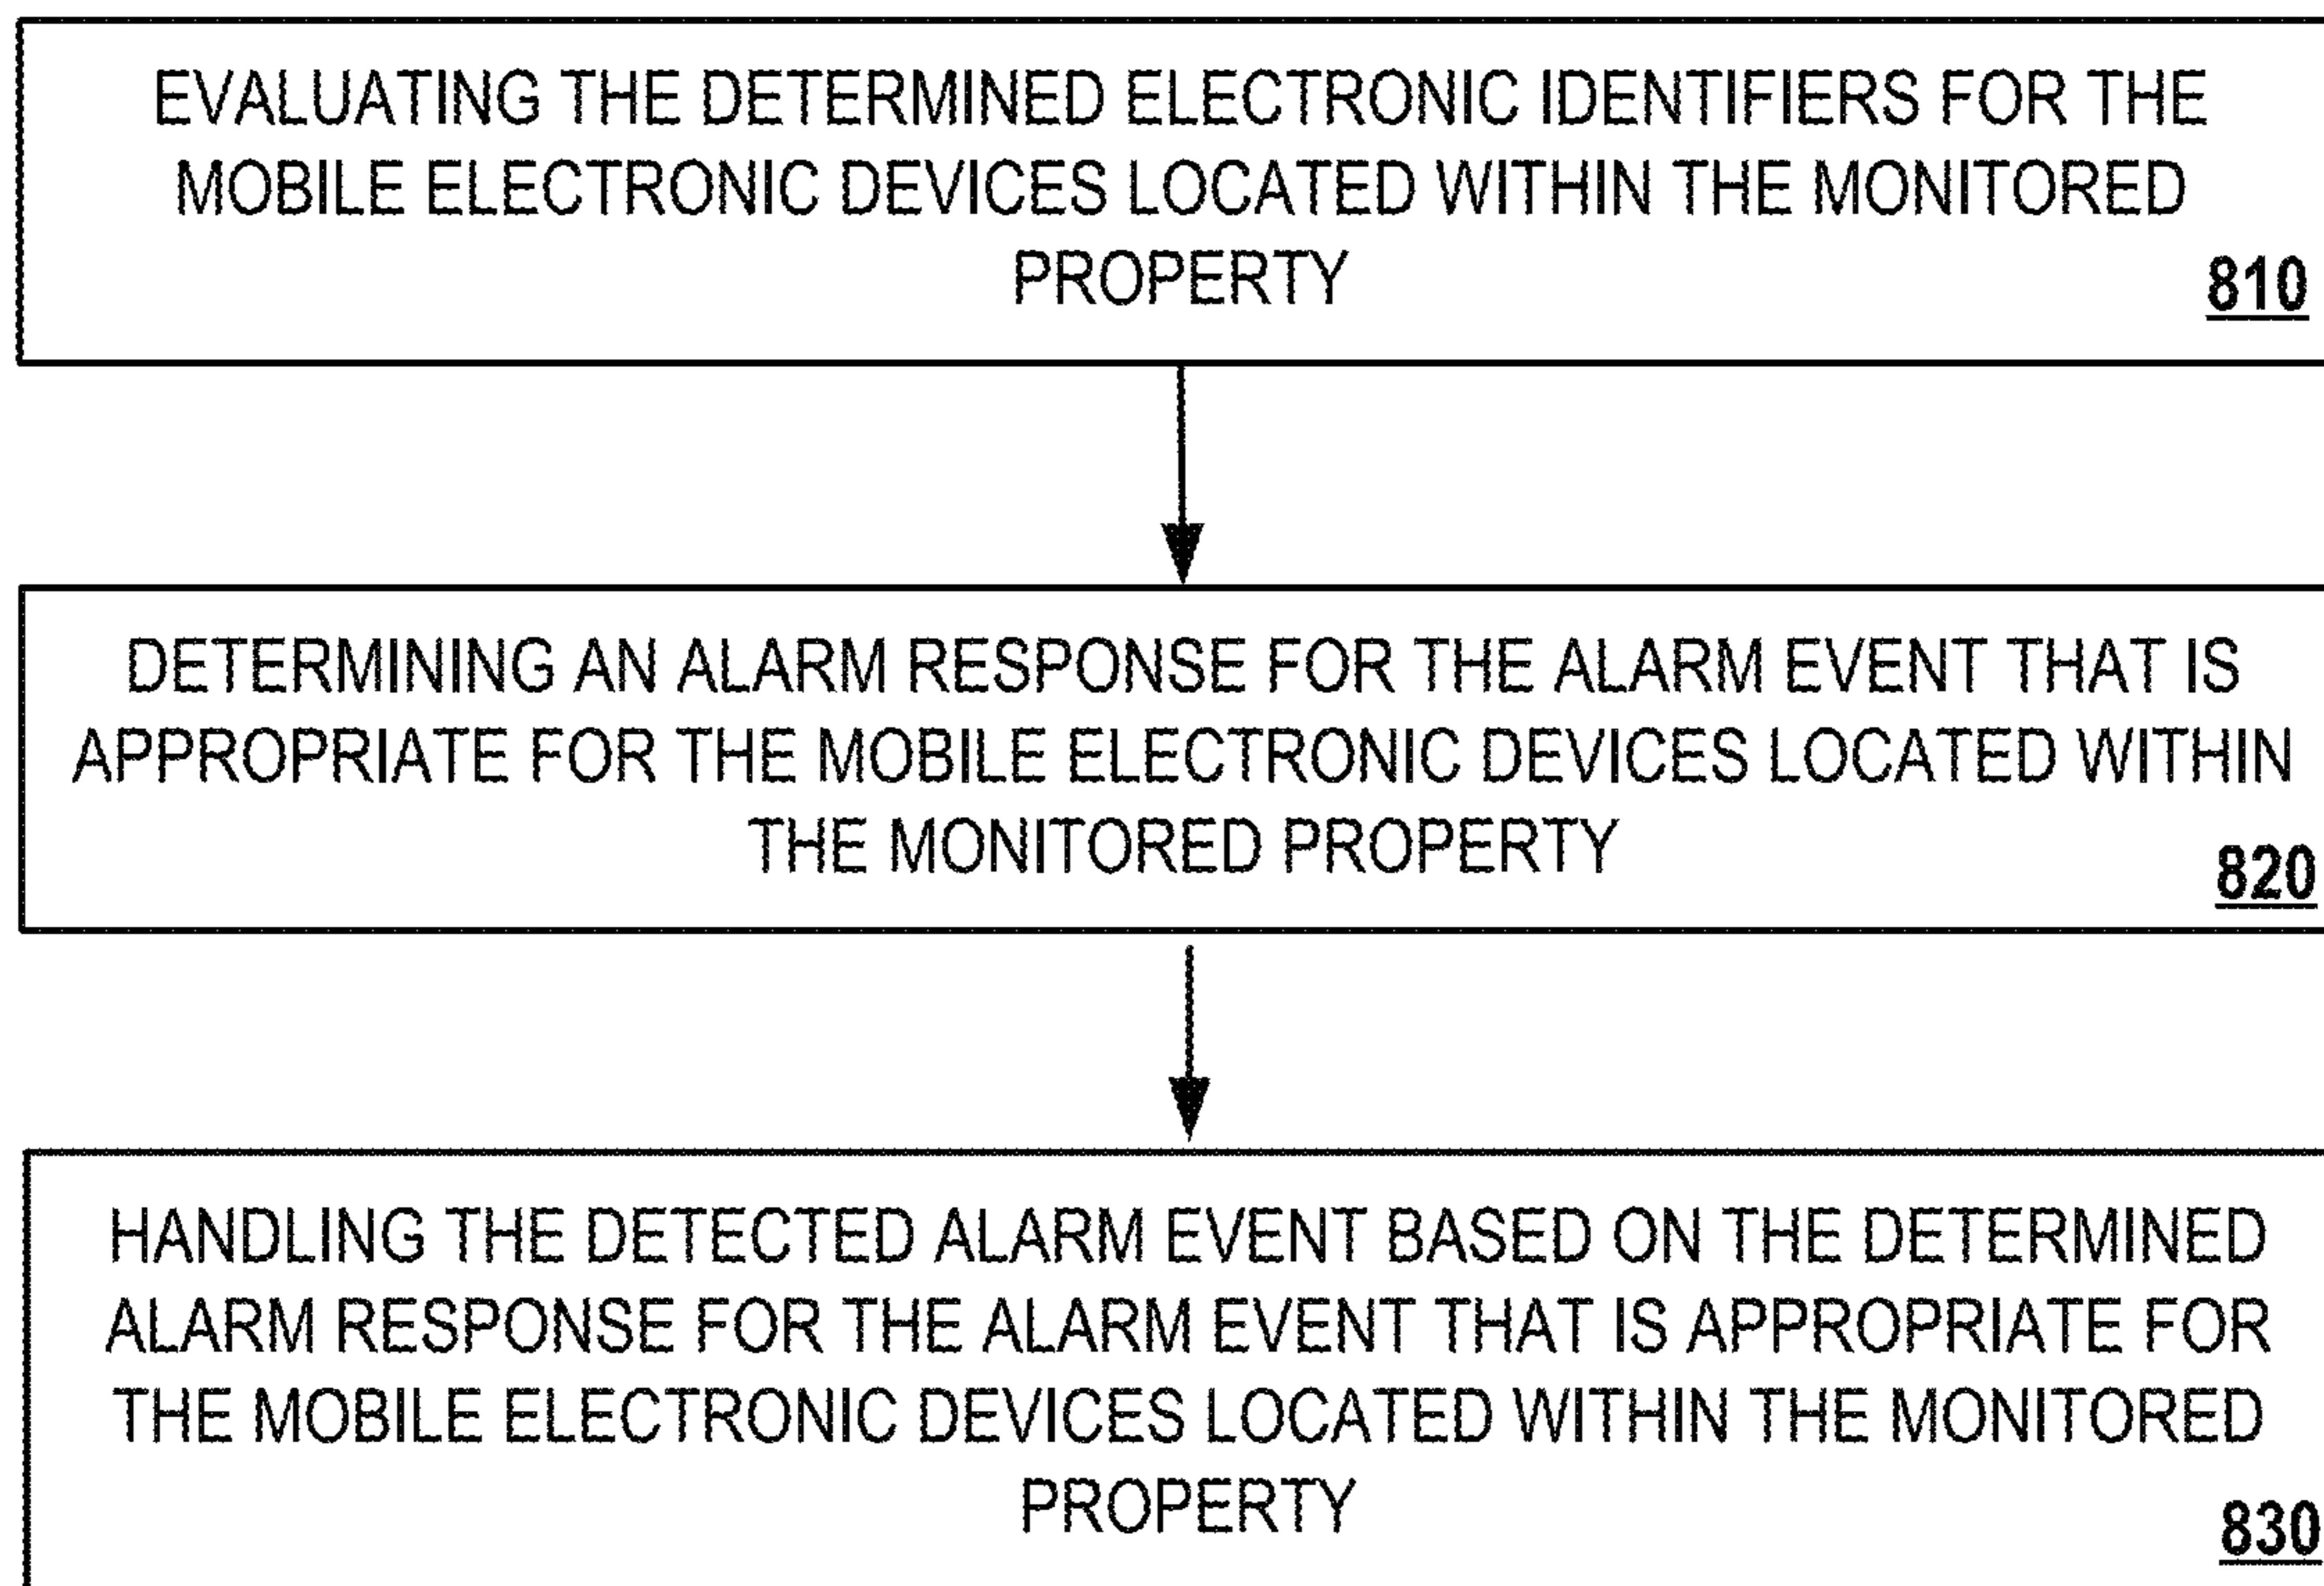 EVALUATING THE DETERMINED ELECTRONIC IDENTIFIERS FOR THE
MOBILE ELECTRONIC DEVICES LOCATED WITHIN THE MONITORED
PROPERTY
810
DETERMINING AN ALARM RESPONSE FOR THE ALARM EVENT THAT IS
APPROPRIATE FOR THE MOBILE ELECTRONIC DEVICES LOCATED WITHIN
THE MONITORED PROPERTY
820
HANDLING THE DETECTED ALARM EVENT BASED ON THE DETERMINED
ALARM RESPONSE FOR THE ALARM EVENT THAT IS APPROPRIATE FOR
THE MOBILE ELECTRONIC DEVICES LOCATED WITHIN THE MONITORED
PROPERTY
830